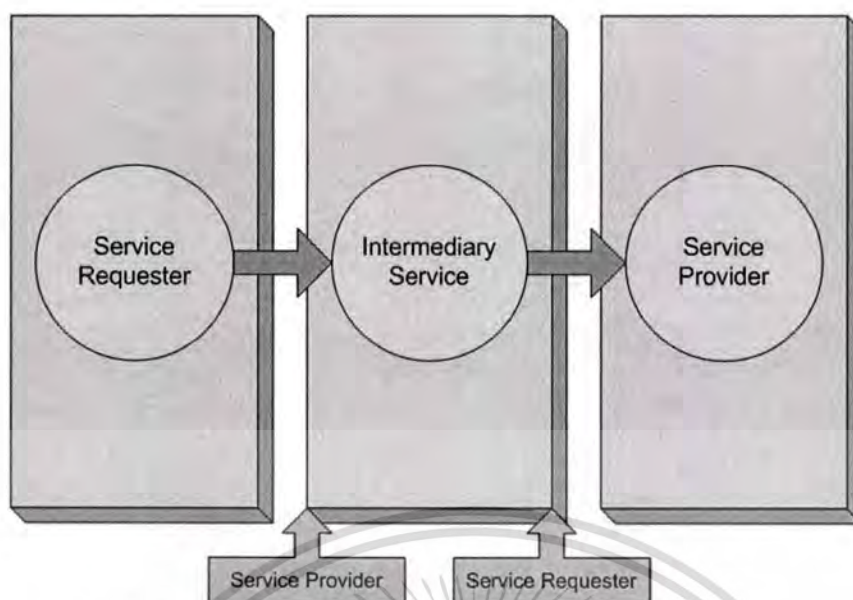 Service
Requester
Intermediary
Service
Service
Provider
Service Provider
Service Requester